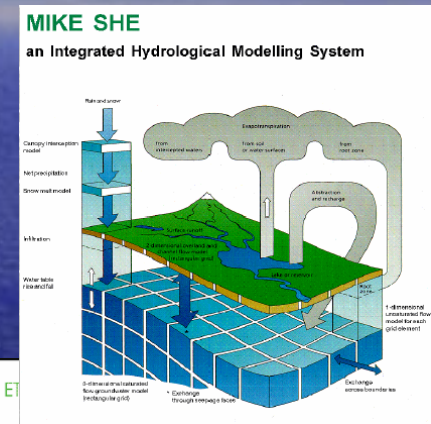 MIKE SHE
an Integrated Hydrological Modelling System
Rain and snow
Evapotranspiration
from
intercepted waters
from soil
or water surfaces
from
root zone
Canopy interception
model
Net precipitation
Snow melt model
Abstraction
and recharge
Surface runoff
Infiltration
2-dimensional overland and
channel flow model
(rectangular grid)
Lake or reservoir
Water table
rise and fall
Root
zone
1-dimensional
unsaturated flow
model for each
grid element
3-dimensional saturated
flow groundwater model
(rectangular grid)
Exchange
through seepage faces
Exchange
across boundaries
ET